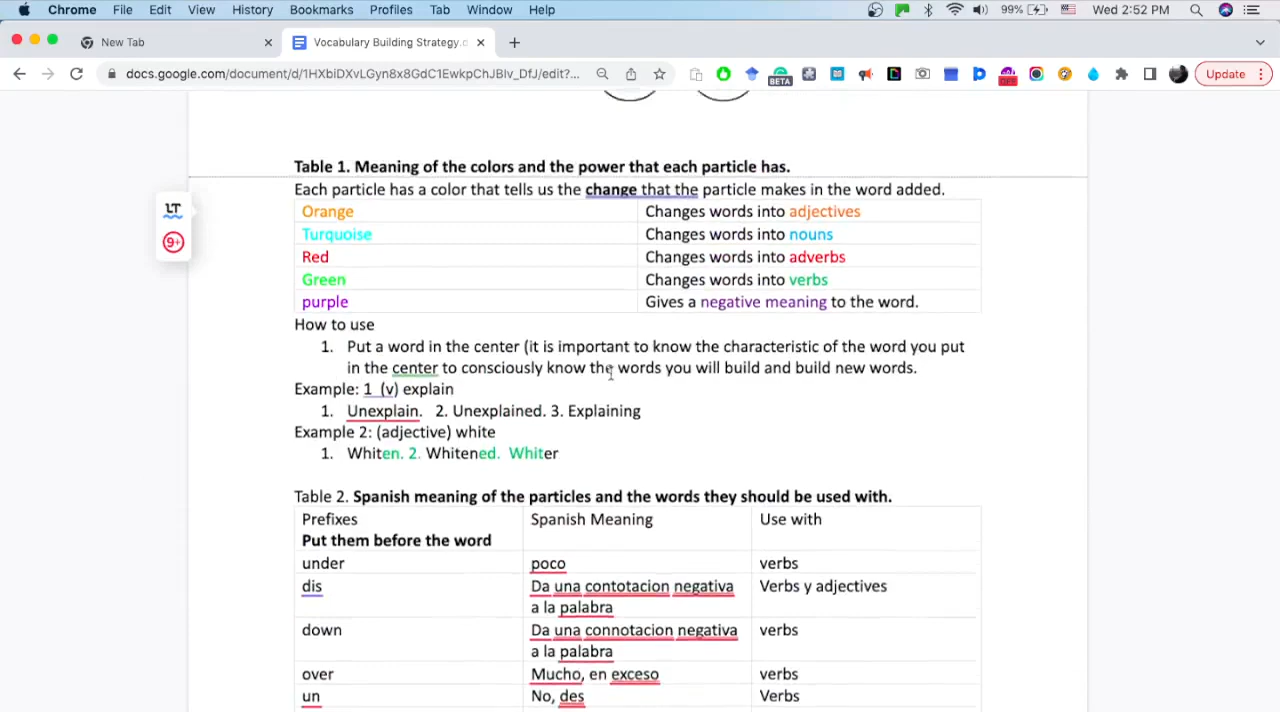 Chrome File Edit View History Bookmarks Profiles Tab Window Help 99% Wed 2:52 PM
New Tab Vocabulary Building Strategy.d
docs.google.com/document/d/1HXbiDXvLGyn8x8GdC1EwkpChJBIv_DfJ/edit?... BETA OFF Update
Table 1. Meaning of the colors and the power that each particle has.
Each particle has a color that tells us the change that the particle makes in the word added.
Orange Changes words into adjectives
Turquoise Changes words into nouns
Red Changes words into adverbs
Green Changes words into verbs
purple Gives a negative meaning to the word.
How to use
1. Put a word in the center (it is important to know the characteristic of the word you put
in the center to consciously know the words you will build and build new words.
Example: 1 (v) explain
1. Unexplain. 2. Unexplained. 3. Explaining
Example 2: (adjective) white
1. Whiten. 2. Whitened. Whiter
Table 2. Spanish meaning of the particles and the words they should be used with.
Prefixes Spanish Meaning Use with
Put them before the word
under poco verbs
dis Da una contotacion negativa Verbs y adjectives
a la palabra
down Da una connotacion negativa verbs
a la palabra
over Mucho, en exceso verbs
un No, des Verbs
LT
9+